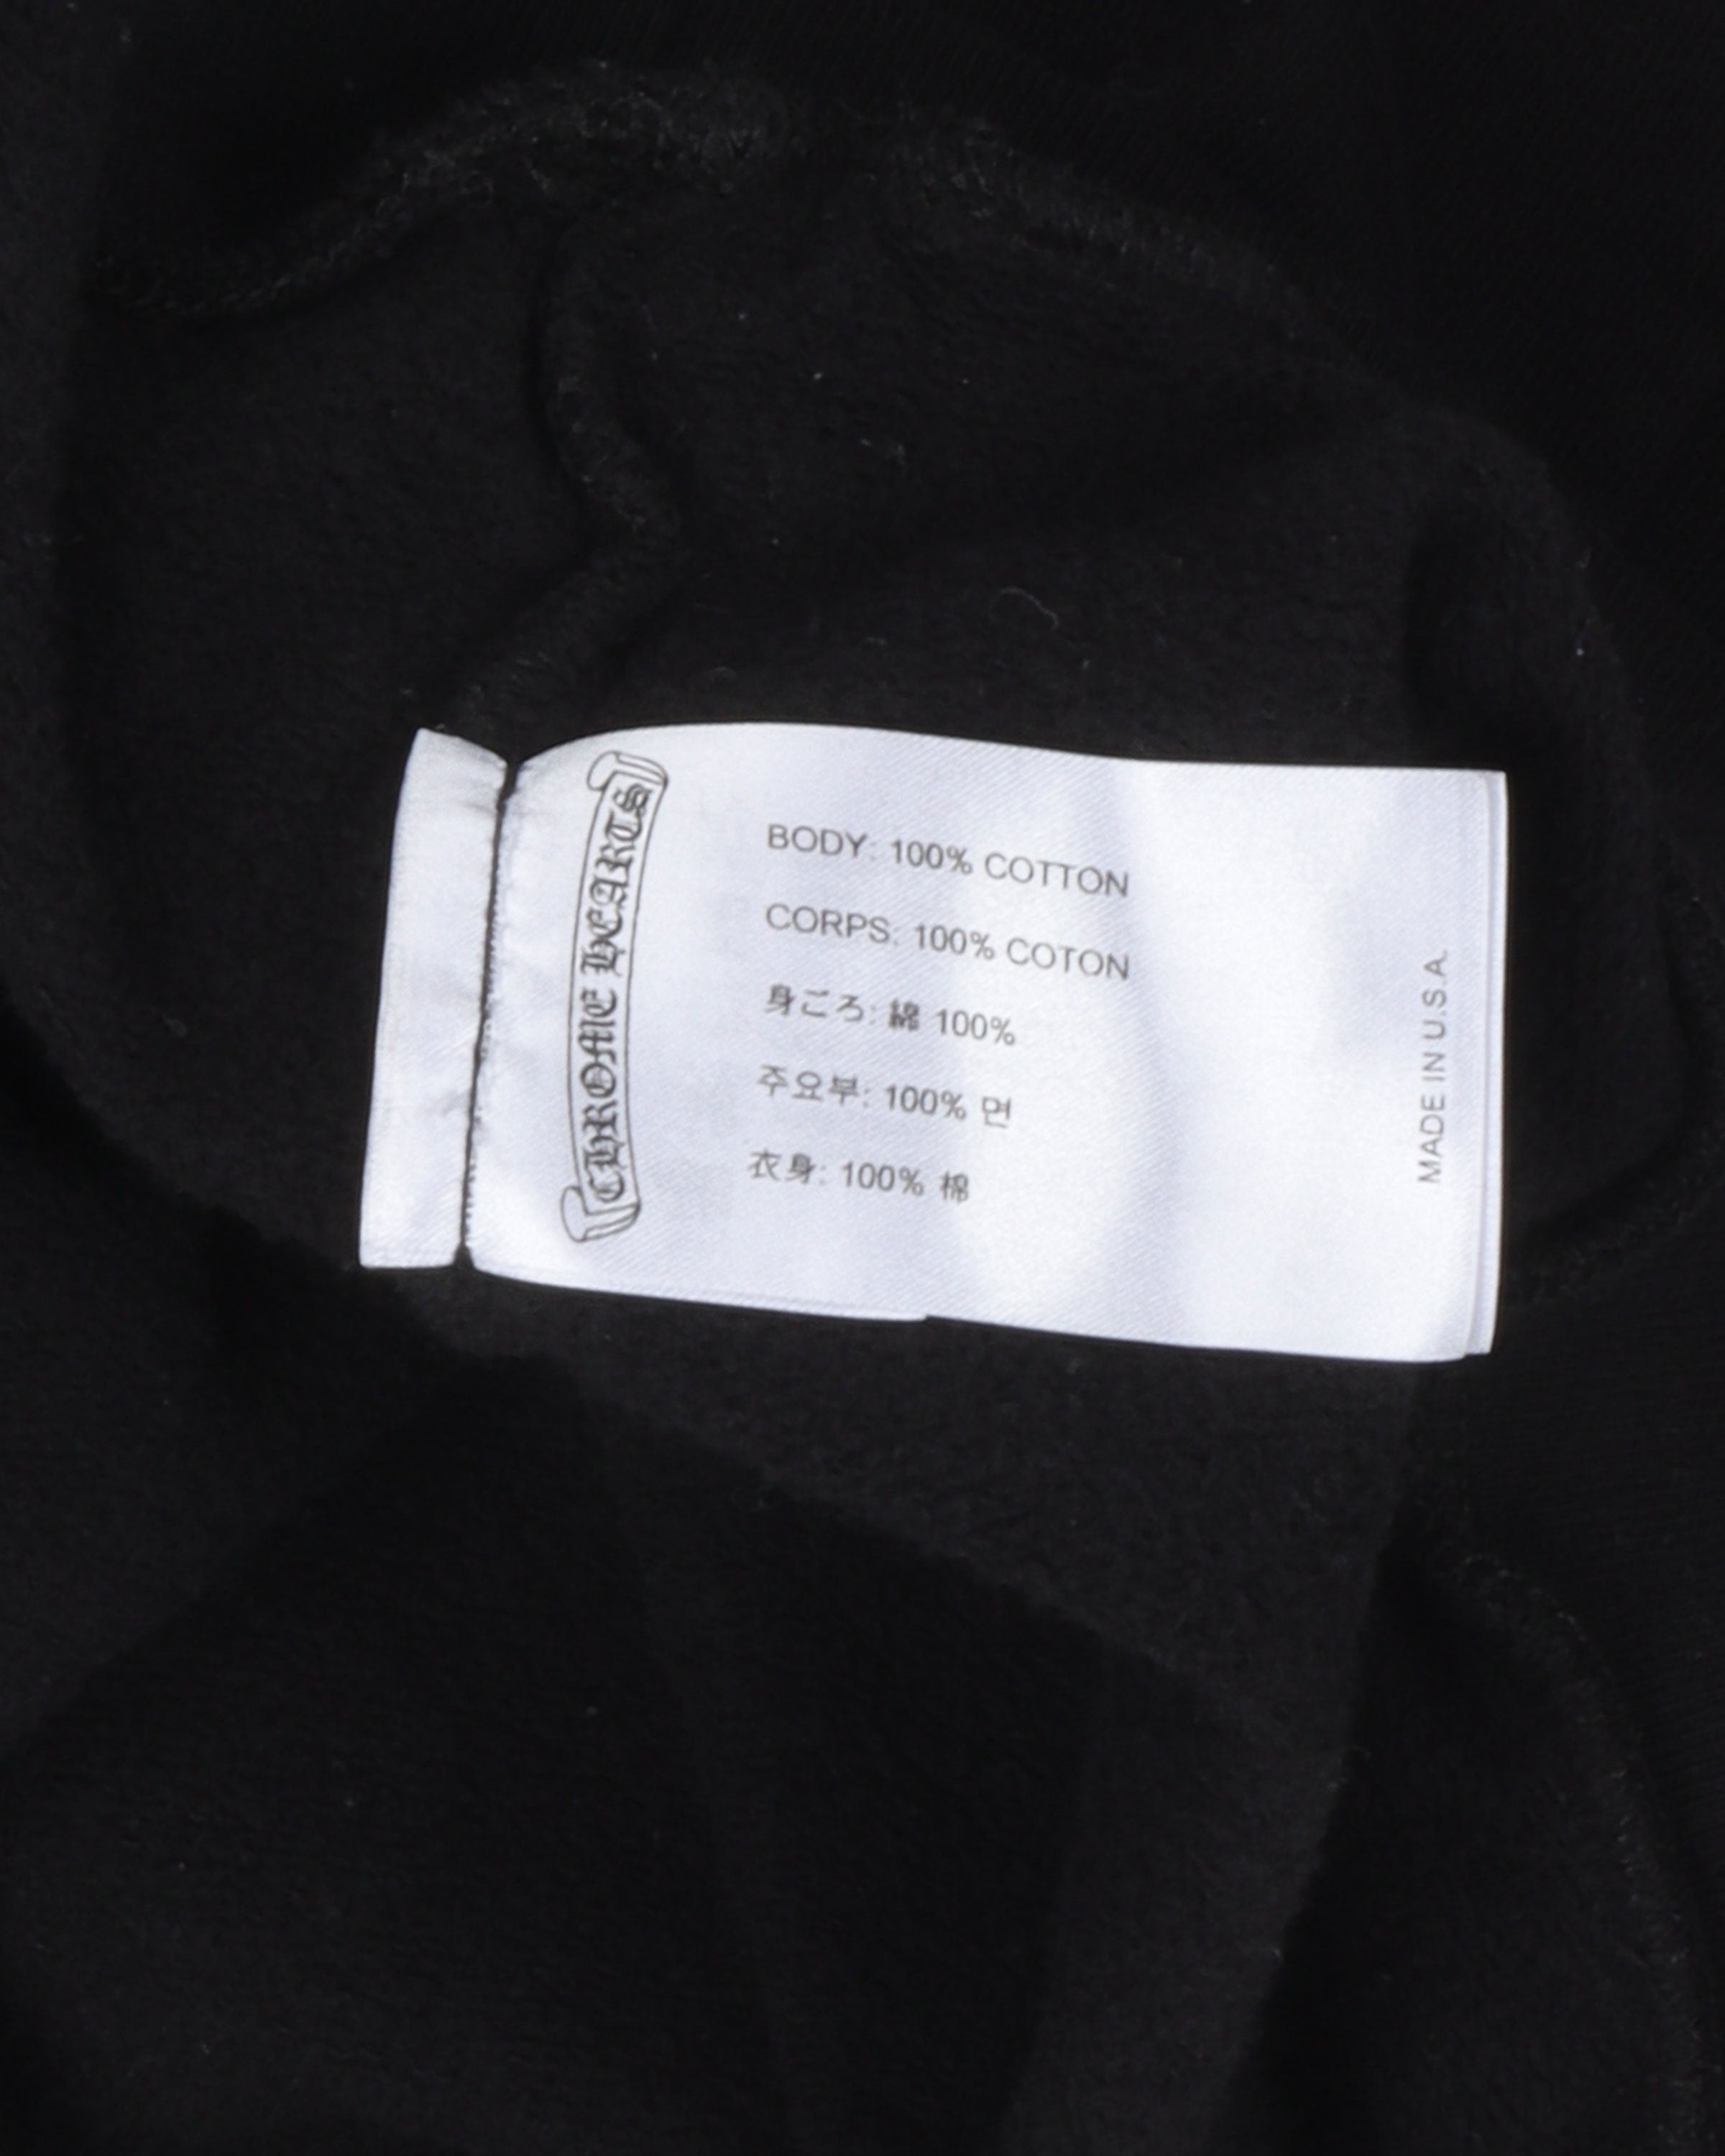 CHROME HEARTS
BODY: 100% COTTON
CORPS: 100% COTON
身ごろ: 綿 100%
주요부: 100% 면
衣身: 100% 棉
MADE IN U.S.A.